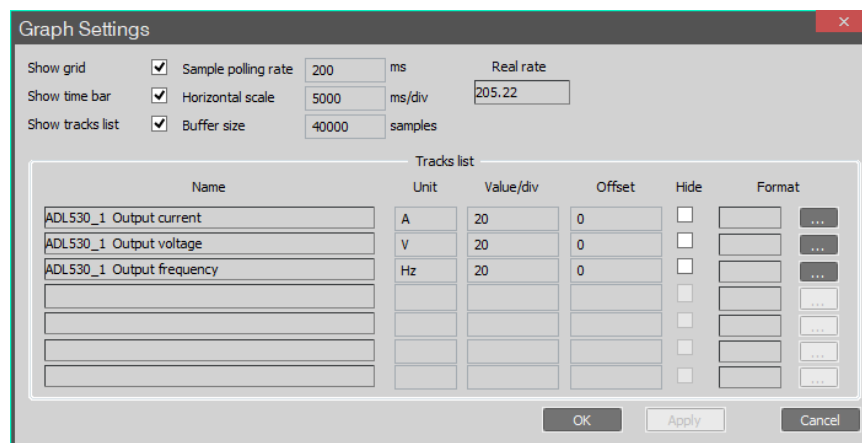 Graph Settings
Show grid Sample polling rate 200 ms Real rate
Show time bar Horizontal scale 5000 ms/div 205.22
Show tracks list Buffer size 40000 samples
Tracks list
Name Unit Value/div Offset Hide Format
ADL530_1 Output current A 20 0 ...
ADL530_1 Output voltage V 20 0 ...
ADL530_1 Output frequency Hz 20 0 ...
...
...
...
...
OK Apply Cancel